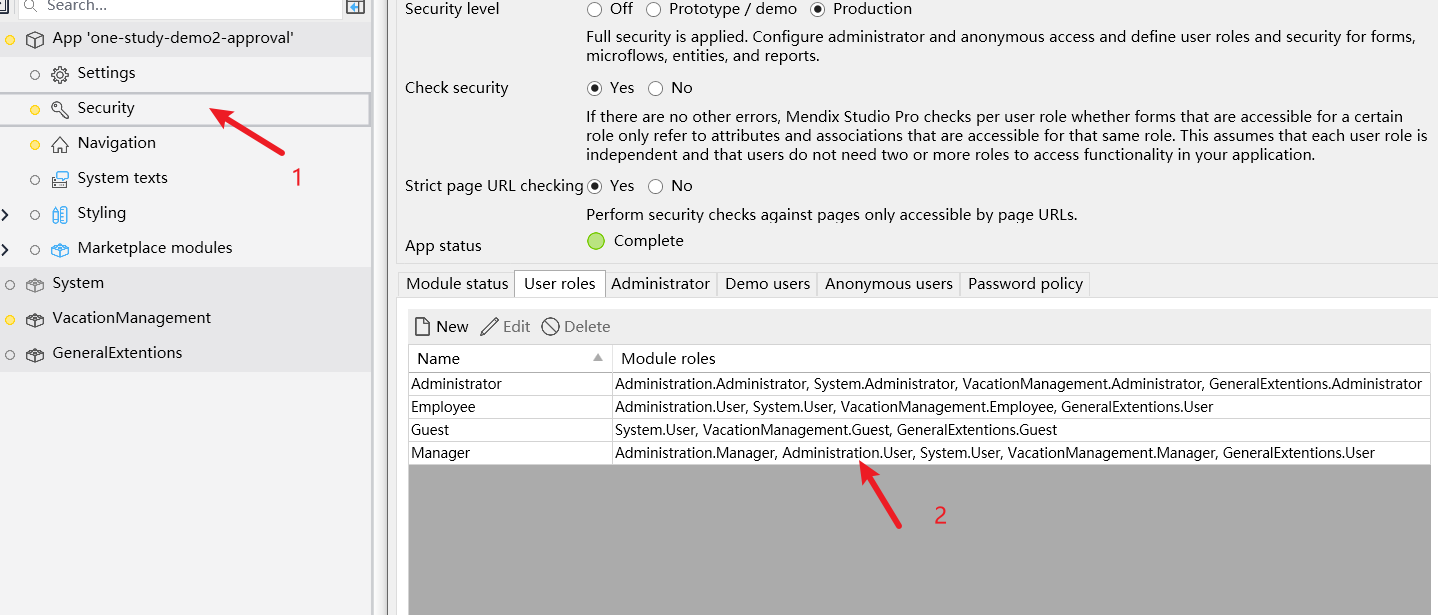 Search...
App 'one-study-demo2-approval'
Settings
Security
Navigation
System texts
Styling
Marketplace modules
System
VacationManagement
GeneralExtentions
1
Security level Off Prototype / demo Production
Full security is applied. Configure administrator and anonymous access and define user roles and security for forms,
microflows, entities, and reports.
Check security Yes No
If there are no other errors, Mendix Studio Pro checks per user role whether forms that are accessible for a certain
role only refer to attributes and associations that are accessible for that same role. This assumes that each user role is
independent and that users do not need two or more roles to access functionality in your application.
Strict page URL checking Yes No
Perform security checks against pages only accessible by page URLs.
App status Complete
Module status User roles Administrator Demo users Anonymous users Password policy
New Edit Delete
Name Module roles
Administrator Administration.Administrator, System.Administrator, VacationManagement.Administrator, GeneralExtentions.Administrator
Employee Administration.User, System.User, VacationManagement.Employee, GeneralExtentions.User
Guest System.User, VacationManagement.Guest, GeneralExtentions.Guest
Manager Administration.Manager, Administration.User, System.User, VacationManagement.Manager, GeneralExtentions.User
2